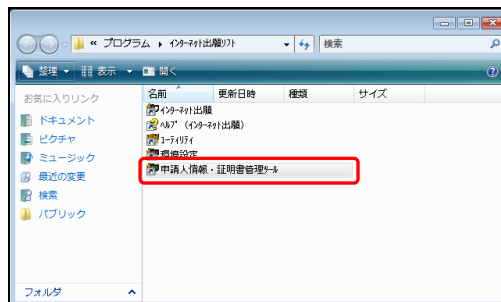 « プログラム ▸ ｲﾝﾀｰﾈｯﾄ出願ｿﾌﾄ
検索
整理 表示 開く
お気に入りリンク
ドキュメント
ピクチャ
ミュージック
最近の変更
検索
パブリック
フォルダ
名前 更新日時 種類 サイズ
ｲﾝﾀｰﾈｯﾄ出願
ﾍﾙﾌﾟ (ｲﾝﾀｰﾈｯﾄ出願)
ﾕｰﾃｨﾘﾃｨ
環境設定
申請人情報・証明書管理ﾂｰﾙ